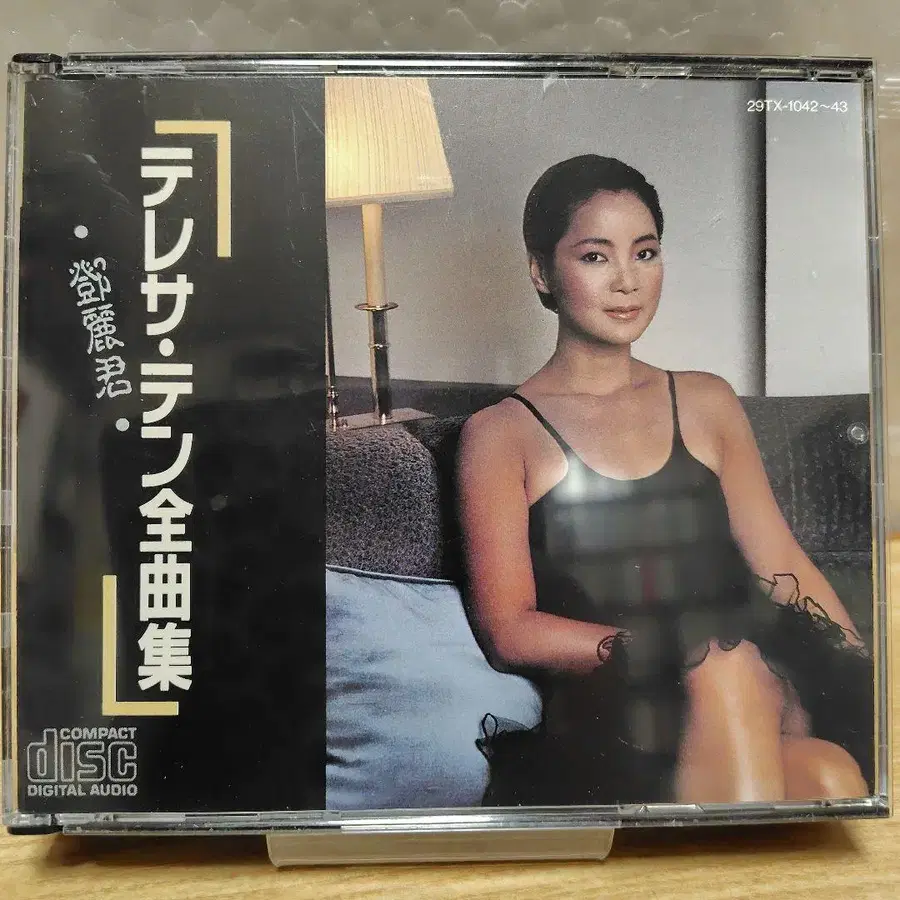 29TX-1042~43
テレサ・テン全曲集
・鄧麗君・
COMPACT
disc
DIGITAL AUDIO